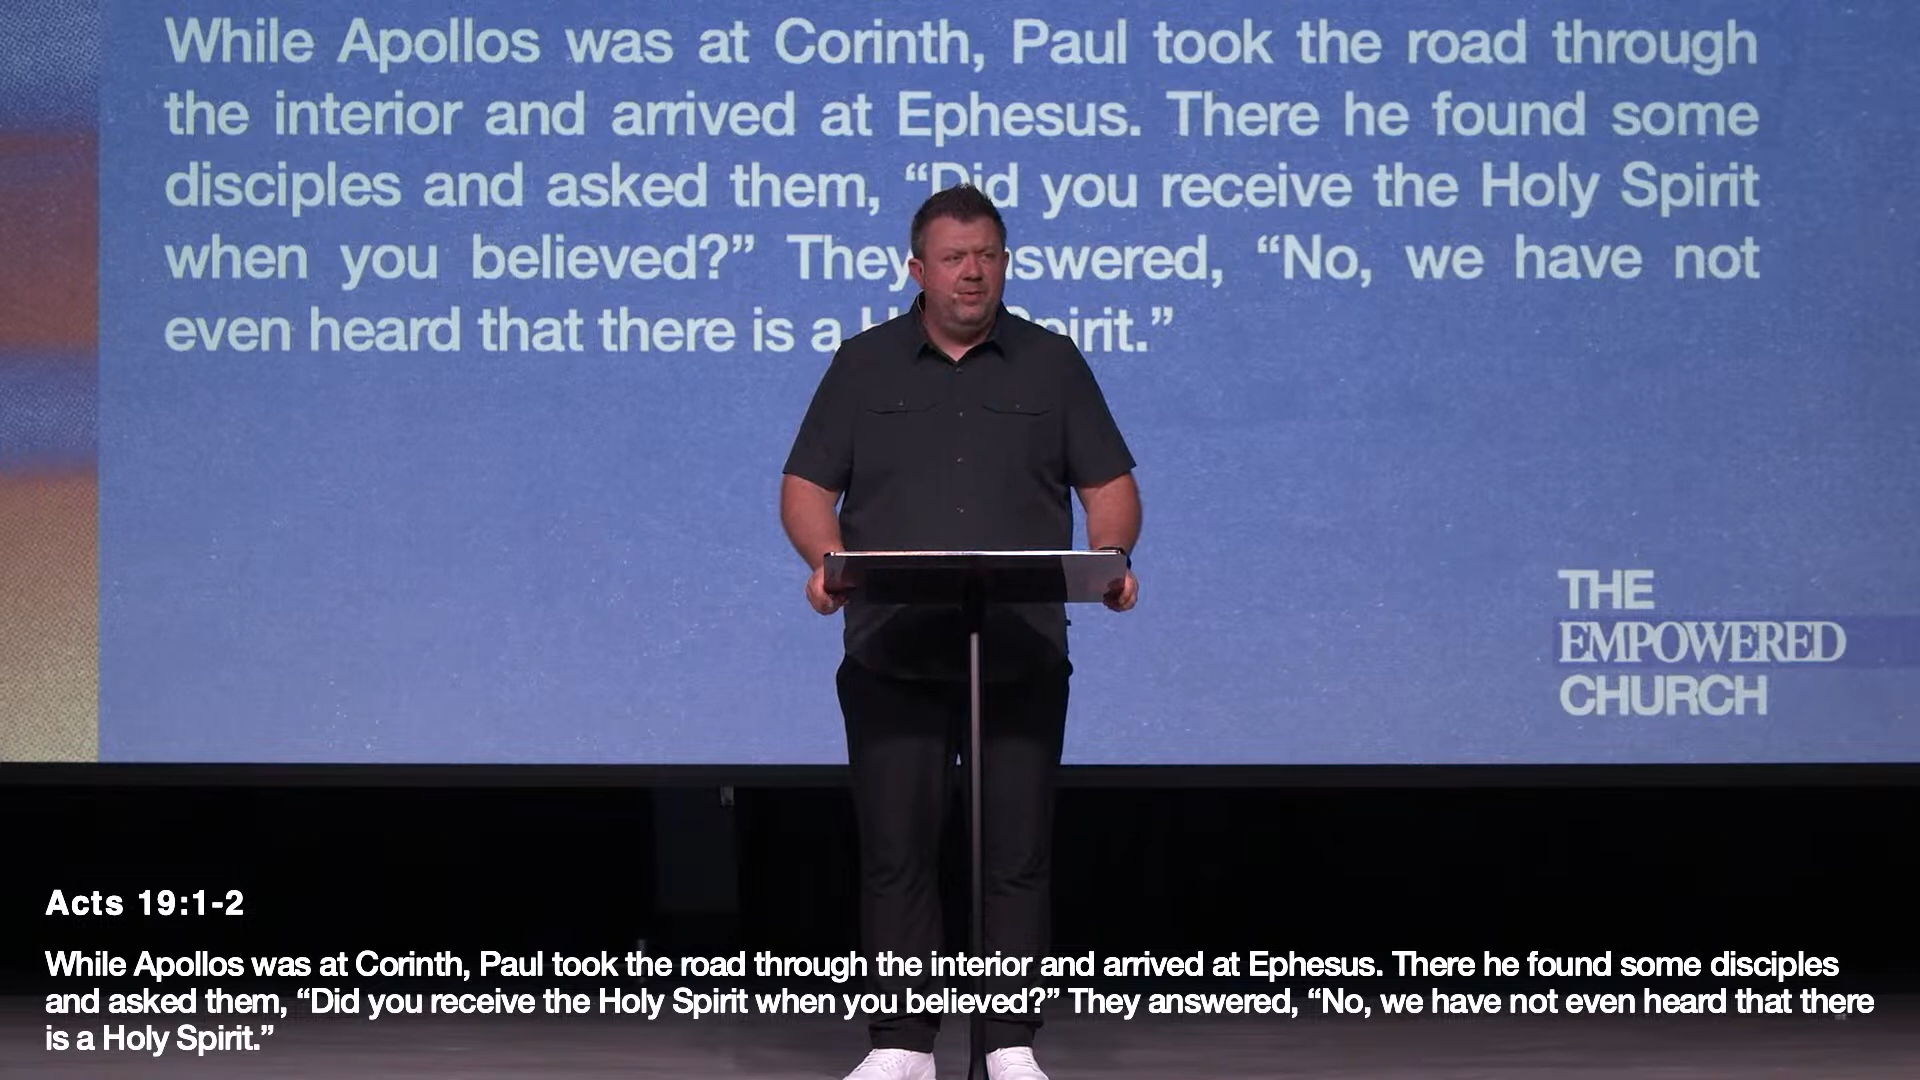 While Apollos was at Corinth, Paul took the road through
the interior and arrived at Ephesus. There he found some
disciples and asked them, “Did you receive the Holy Spirit
when you believed?” They answered, “No, we have not
even heard that there is a Holy Spirit.”
THE
EMPOWERED
CHURCH
Acts 19:1-2
While Apollos was at Corinth, Paul took the road through the interior and arrived at Ephesus. There he found some disciples
and asked them, “Did you receive the Holy Spirit when you believed?” They answered, “No, we have not even heard that there
is a Holy Spirit.”